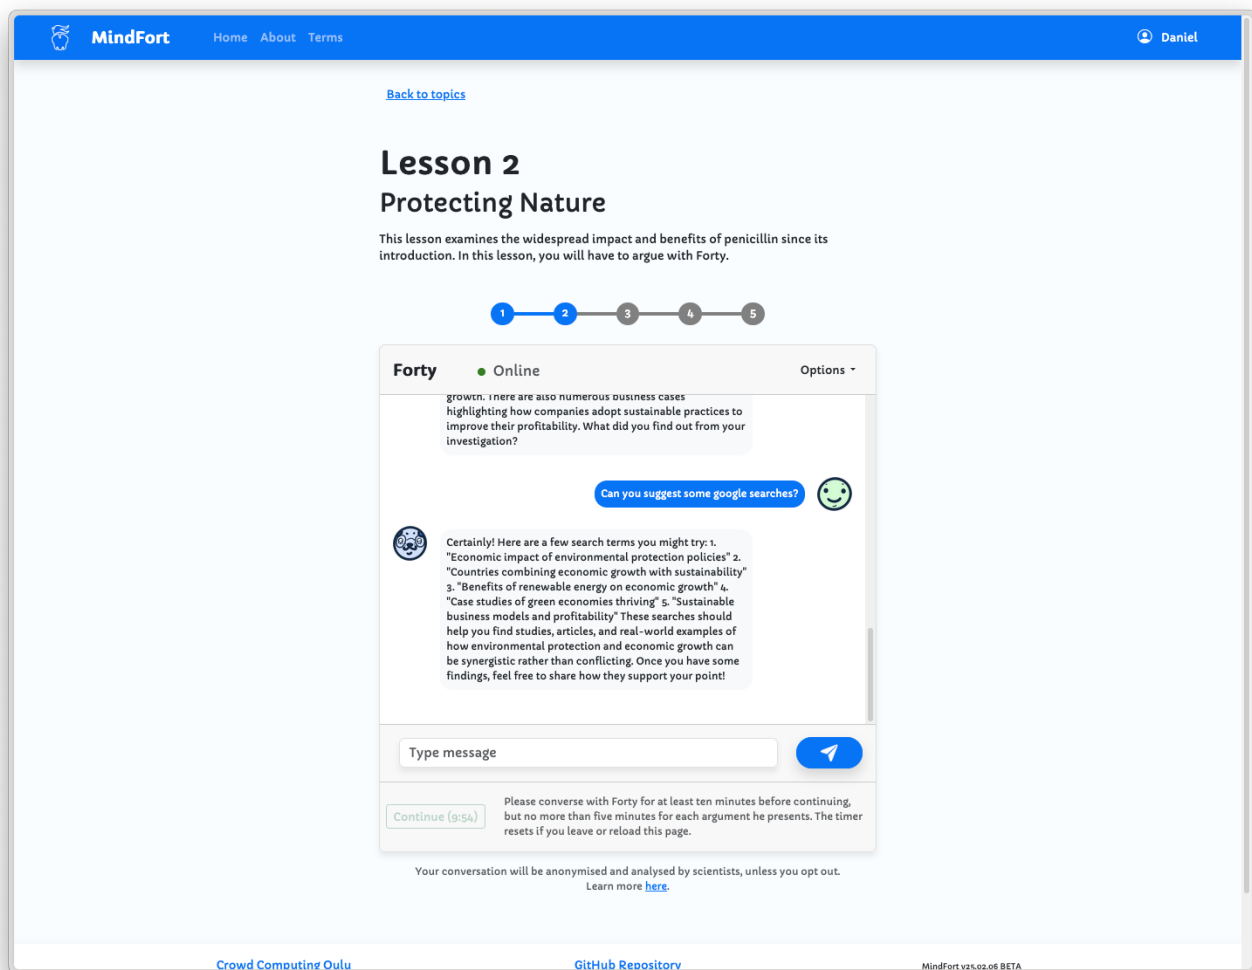 MindFort Home About Terms Daniel
Back to topics
Lesson 2
Protecting Nature
This lesson examines the widespread impact and benefits of penicillin since its
introduction. In this lesson, you will have to argue with Forty.
1 2 3 4 5
Forty Online Options
growth. There are also numerous business cases
highlighting how companies adopt sustainable practices to
improve their profitability. What did you find out from your
investigation?
Can you suggest some google searches?
Certainly! Here are a few search terms you might try: 1.
"Economic impact of environmental protection policies" 2.
"Countries combining economic growth with sustainability"
3. "Benefits of renewable energy on economic growth" 4.
"Case studies of green economies thriving" 5. "Sustainable
business models and profitability" These searches should
help you find studies, articles, and real-world examples of
how environmental protection and economic growth can
be synergistic rather than conflicting. Once you have some
findings, feel free to share how they support your point!
Type message
Continue (9:54)
Please converse with Forty for at least ten minutes before continuing,
but no more than five minutes for each argument he presents. The timer
resets if you leave or reload this page.
Your conversation will be anonymised and analysed by scientists, unless you opt out.
Learn more here.
Crowd Computing Oulu GitHub Repository MindFort v25.02.06 BETA